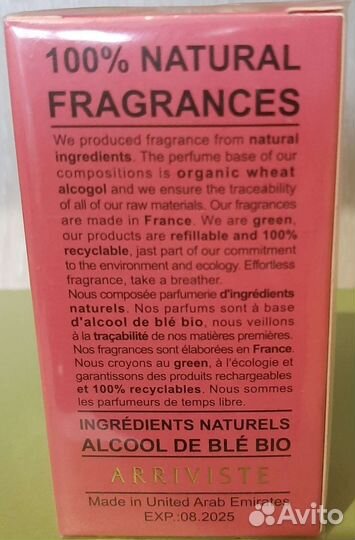 100% NATURAL
FRAGRANCES
We produced fragrance from natural
ingredients. The perfume base of our
compositions is organic wheat
alcogol and we ensure the traceability
of all of our raw materials. Our fragrances
are made in France. We are green,
our products are refillable and 100%
recyclable, jast part of our commitment
to the environment and ecology. Effortless
fragrance, take a breather.
Nous composée parfumerie d'ingrédients
naturels. Nos parfums sont à base
d'alcool de blé bio, nous veillons
à la traçabilité de nos matières premières.
Nos fragrances sont élaborées en France.
Nous croyons au green, à l'écologie et
garantissons des produits rechargeables
et 100% recyclables. Nous sommes
les parfumeurs de temps libre.
INGRÉDIENTS NATURELS
ALCOOL DE BLÉ BIO
ARRIVISTE
Made in United Arab Emirates
EXP.:08.2025
Avito